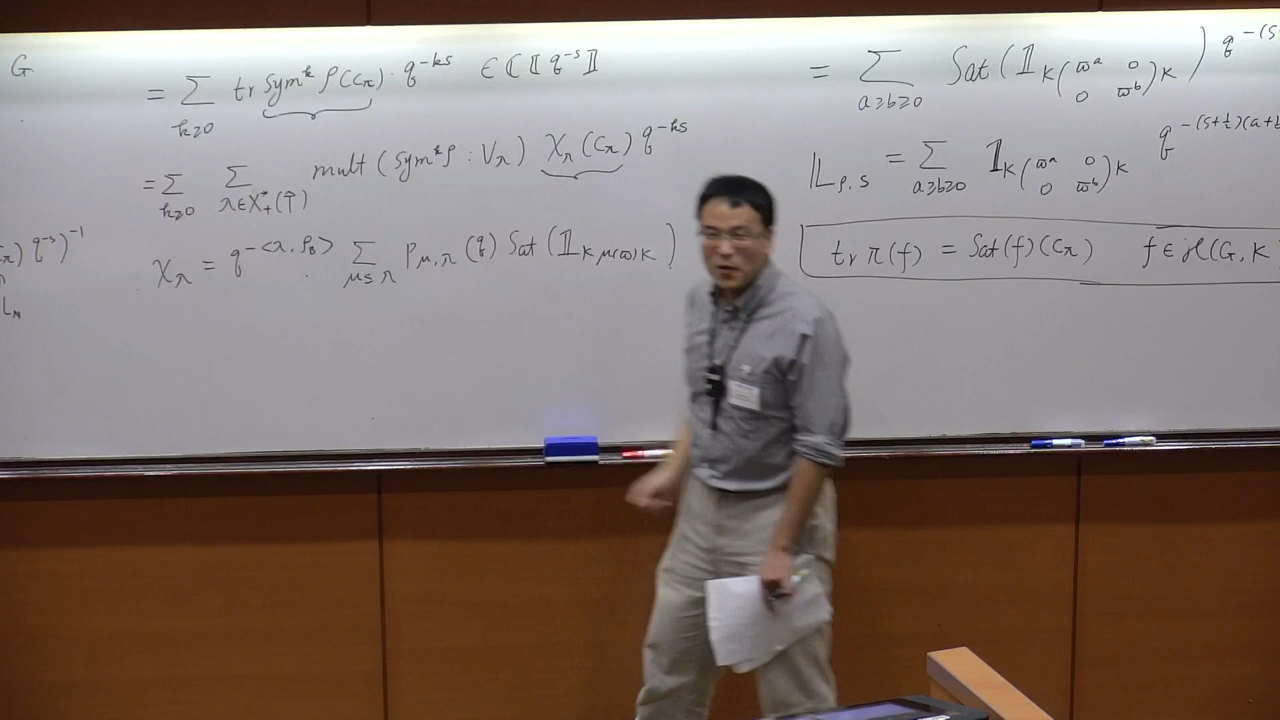 G
= Σ_{k≥0} tr Sym^k ρ(C_π) · q^{-ks} ∈ ℂ⟦q^{-s}⟧
= Σ_{k≥0} Σ_{λ∈X^*_+(T̂)} mult(Sym^k ρ : V_λ) χ_λ(C_π) q^{-ks}
) q^{-s})^{-1}
χ_λ = q^{-<λ, ρ_B>} Σ_{μ≤λ} P_{μ,λ}(q) Sat(𝟙_{K μ(ϖ) K})
= Σ_{a≥b≥0} Sat(𝟙_{K(ϖ^a 0 0 ϖ^b)K}) q^{-(s
𝕃_{ρ,s} = Σ_{a≥b≥0} 𝟙_{K(ϖ^a 0 0 ϖ^b)K} q^{-(s+½)(a+b
tr π(f) = Sat(f)(C_π) f ∈ ℋ(G, K